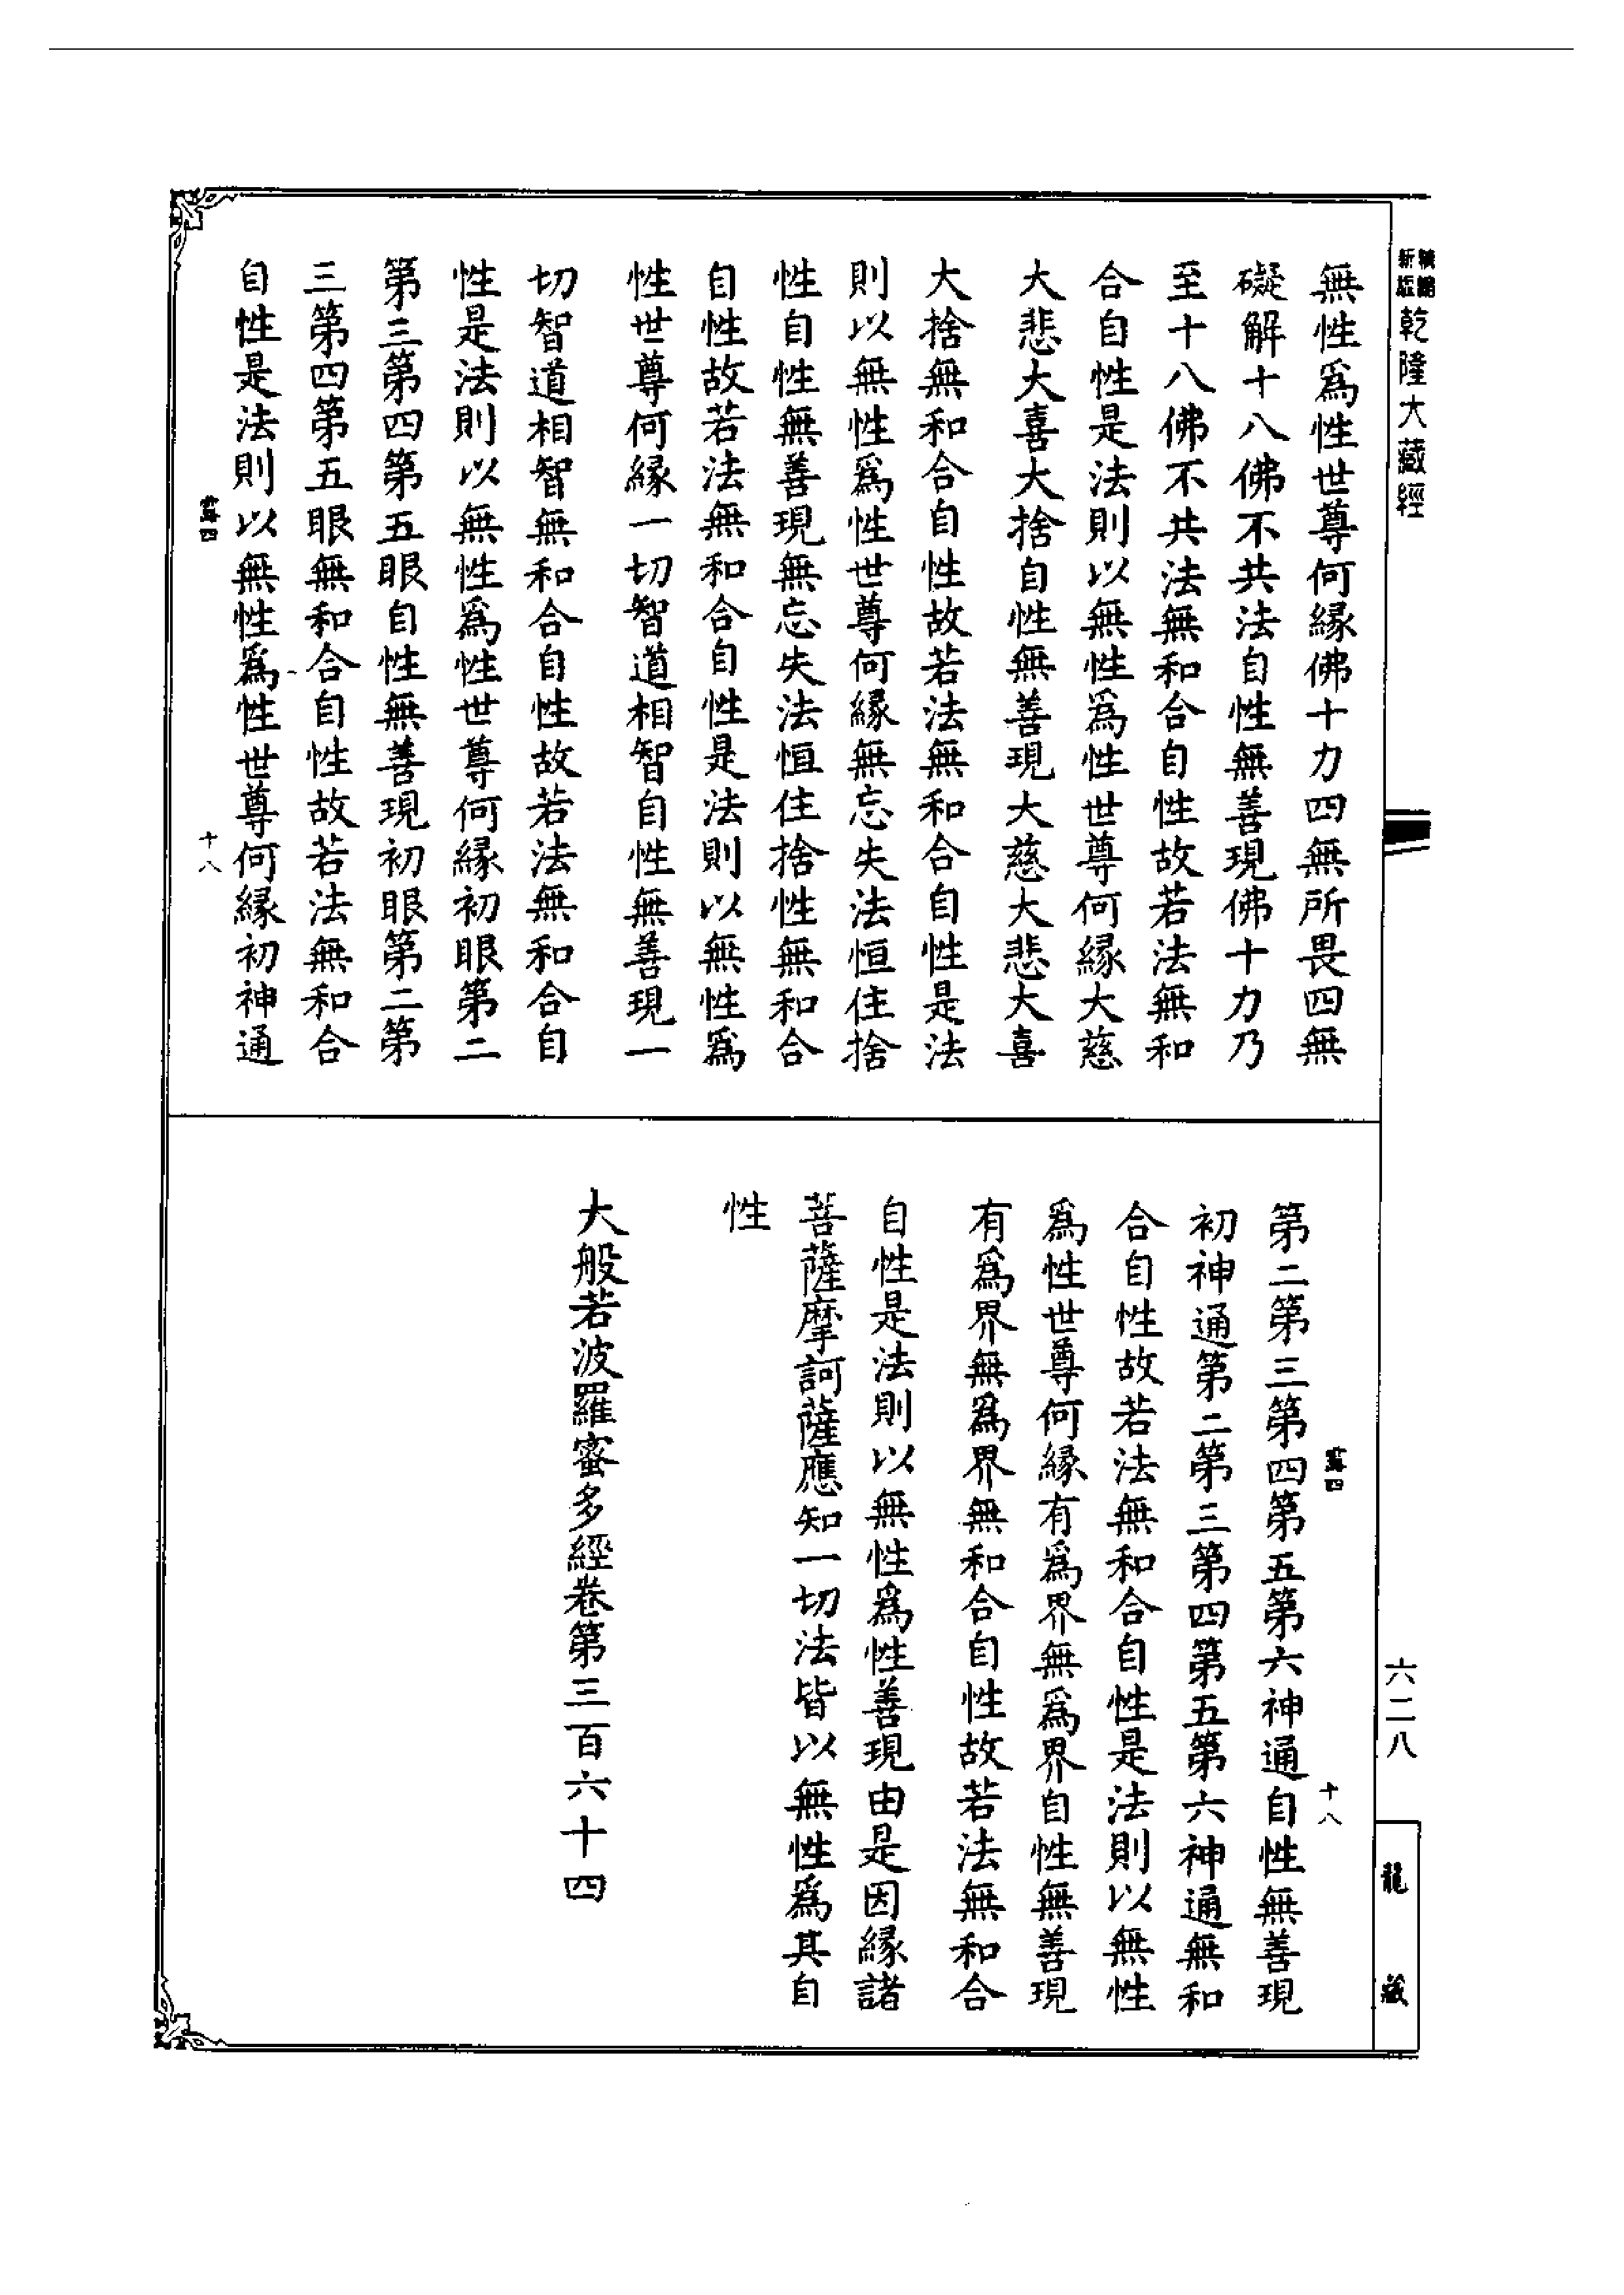 乾隆大藏經
無性爲性世尊何縁佛十力四無所畏四無
礙解十八佛不共法自性無善現佛十力乃
至十八佛不共法無和合自性故若法無和
合自性是法則以無性爲性世尊何縁大慈
大悲大喜大捨自性無善現大慈大悲大喜
大捨無和合自性故若法無和合自性是法
則以無性爲性世尊何縁無忘失法恒住捨
性自性無善現無忘失法恒住捨性無和合
自性故若法無和合自性是法則以無性爲
性世尊何縁一切智道相智自性無善現一
切智道相智無和合自性故若法無和合自
性是法則以無性爲性世尊何縁初眼第二
第三第四第五眼自性無善現初眼第二第
三第四第五眼無和合自性故若法無和合
自性是法則以無性爲性世尊何縁初神通
十八
第二第三第四第五第六神通自性無善現
初神通第二第三第四第五第六神通無和
合自性故若法無和合自性是法則以無性
爲性世尊何縁有爲界無爲界自性無善現
有爲界無爲界無和合自性故若法無和合
自性是法則以無性爲性善現由是因縁諸
菩薩摩訶薩應知一切法皆以無性爲其自
性
大般若波羅蜜多經卷第三百六十四
十八
六二八
龍藏